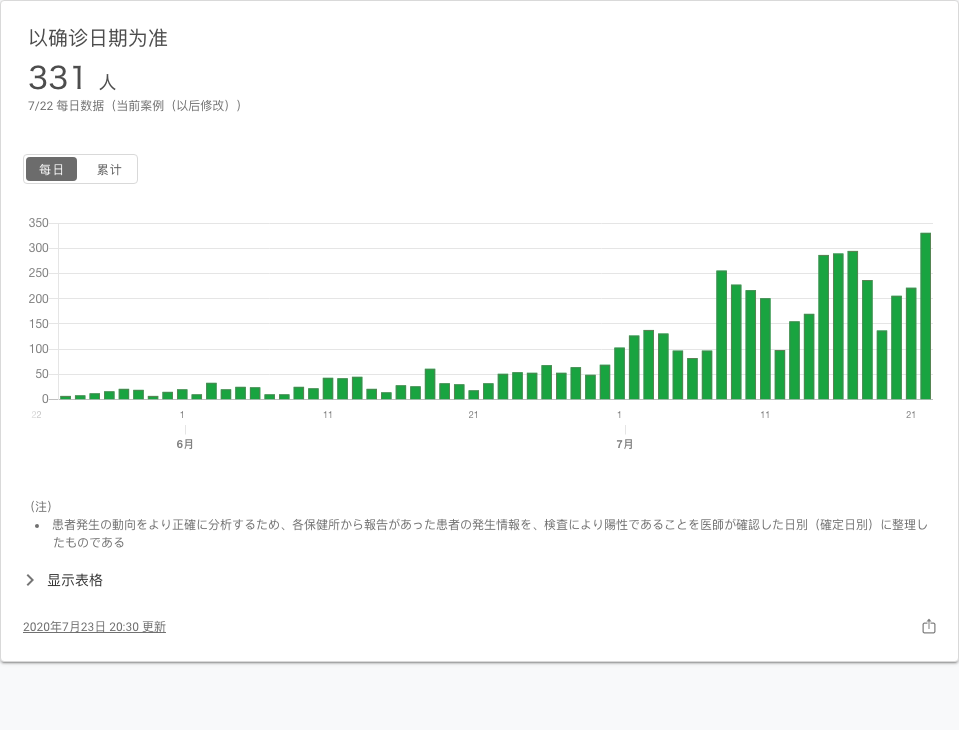 以确诊日期为准
331 人
7/22 每日数据（当前案例（以后修改））
每日 累计
350
300
250
200
150
100
50
0
22 1 11 21 1 11 21
6月 7月
（注）
• 患者発生の動向をより正確に分析するため、各保健所から報告があった患者の発生情報を、検査により陽性であることを医師が確認した日別（確定日別）に整理し
たものである
显示表格
2020年7月23日 20:30 更新